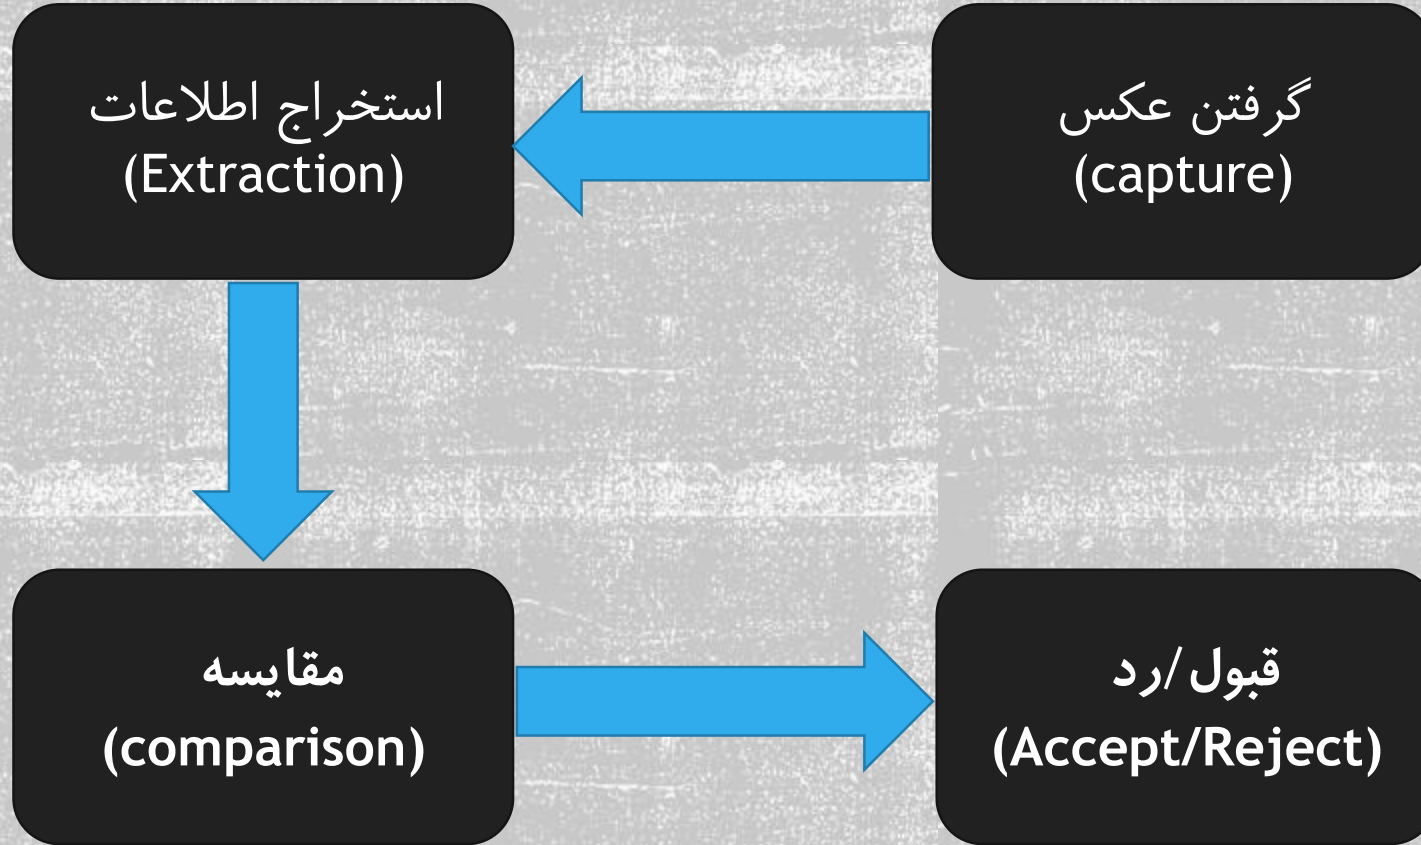 گرفتن عکس
(capture)
استخراج اطلاعات
(Extraction)
مقایسه
(comparison)
قبول/رد
(Accept/Reject)